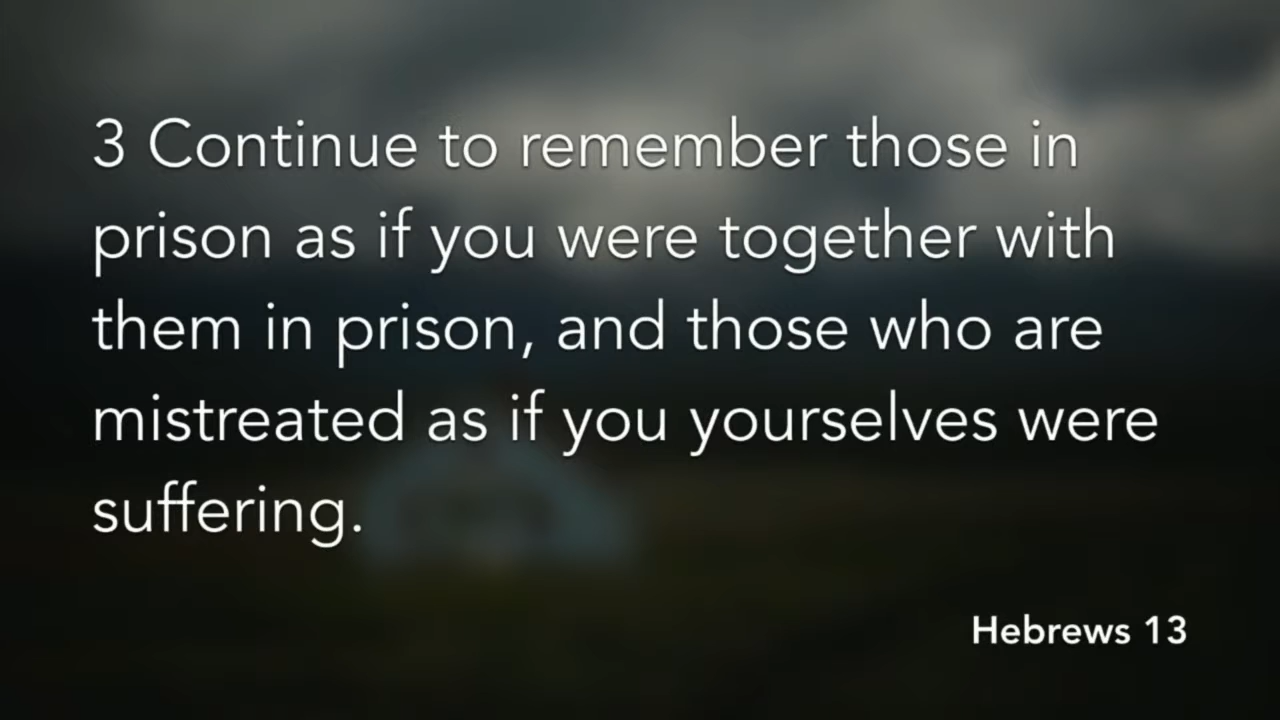 3 Continue to remember those in
prison as if you were together with
them in prison, and those who are
mistreated as if you yourselves were
suffering.
Hebrews 13